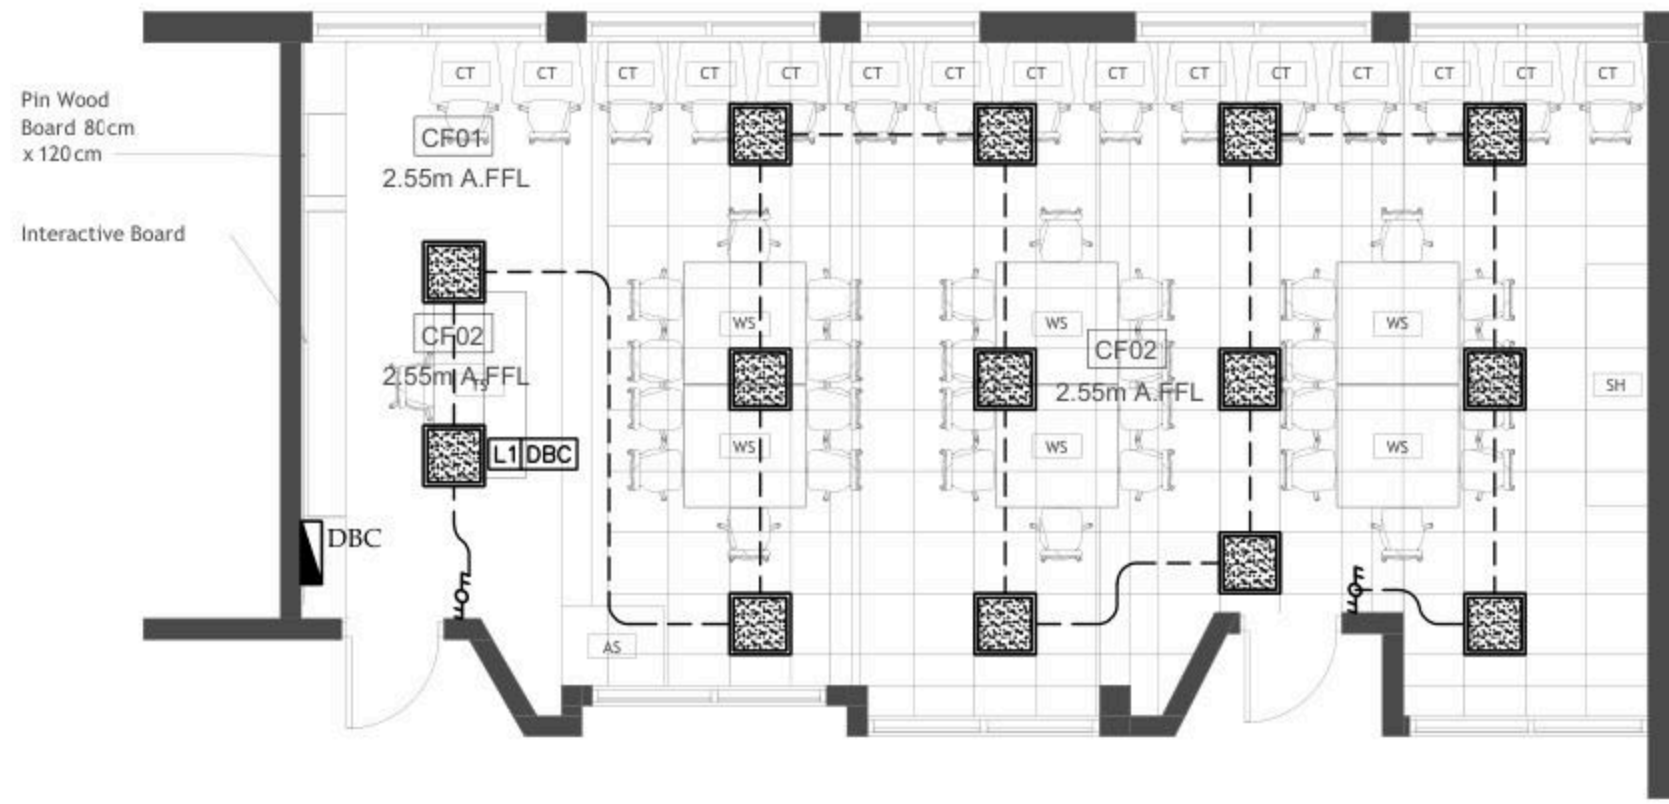 CT CT CT CT CT CT CT CT CT CT CT CT CT CT CT
Pin Wood
Board 80cm
x 120cm
CF01
2.55m A.FFL
Interactive Board
CF02
2.55m A.FFL
TS
WS
WS
WS
CF02
2.55m A.FFL
SH
L1 DBC
WS
WS
WS
DBC
AS